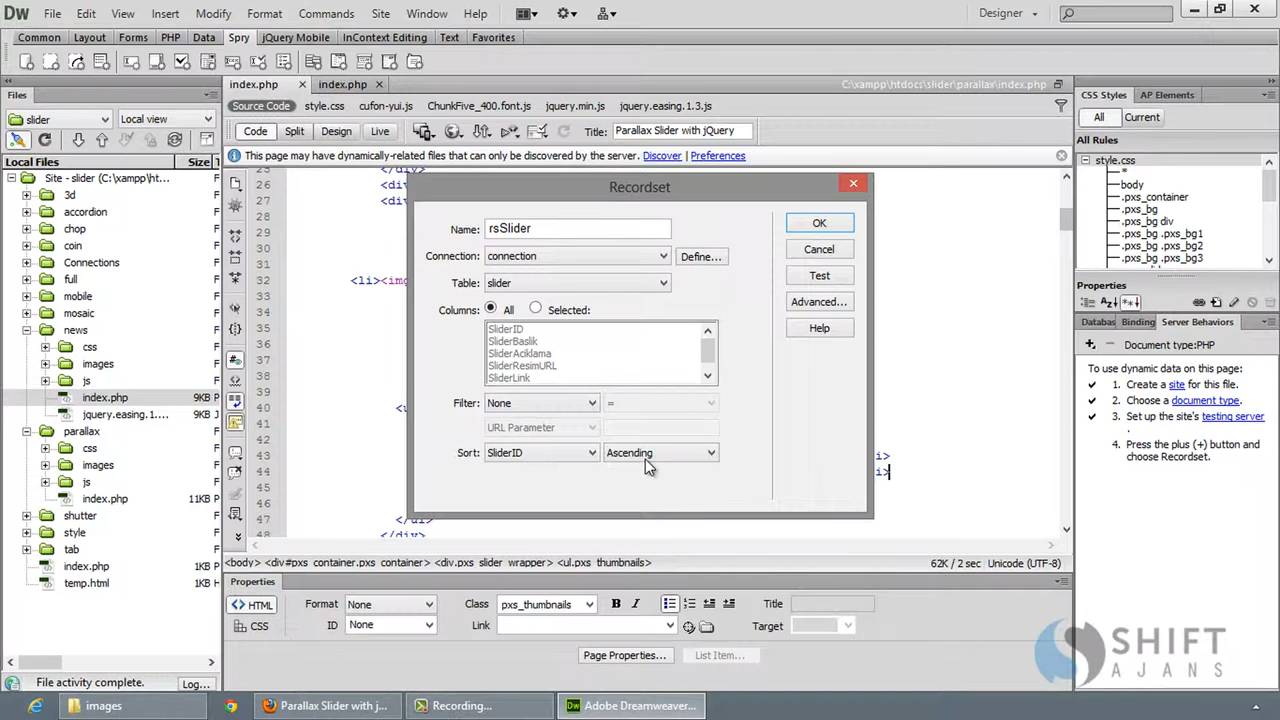 Dw File Edit View Insert Modify Format Commands Site Window Help Designer
Common Layout Forms PHP Data Spry jQuery Mobile InContext Editing Text Favorites
Files
slider Local view
Local Files Size
Site - slider (C:\xampp\ht...
3d F
accordion F
chop F
coin F
Connections F
full F
mobile F
mosaic F
news F
css F
images F
js F
index.php 9KB P
jquery.easing.1.... 9KB J
parallax F
css F
images F
js F
index.php 11KB P
shutter F
style F
tab F
index.php 1KB P
temp.html 1KB F
File activity complete. Log...
index.php index.php C:\xampp\htdocs\slider\parallax\index.php
Source Code style.css cufon-yui.js ChunkFive_400.font.js jquery.min.js jquery.easing.1.3.js
Code Split Design Live Title: Parallax Slider with jQuery
This page may have dynamically-related files that can only be discovered by the server. Discover | Preferences
25 </div>
26 <di
27 <di
28
29
30
31
32 <li><img
33
34
35
36
37
38
39
40 <u
41
42
43 i>
44 i>
45
46
47 </di
48 </div>
Recordset
Name: rsSlider OK
Connection: connection Define... Cancel
Table: slider Test
Columns: All Selected: Advanced...
SliderID Help
SliderBaslik
SliderAciklama
SliderResimURL
SliderLink
Filter: None =
URL Parameter
Sort: SliderID Ascending
<body> <div#pxs_container.pxs_container> <div.pxs_slider_wrapper> <ul.pxs_thumbnails> 62K / 2 sec Unicode (UTF-8)
Properties
<> HTML Format None Class pxs_thumbnails B I Title
CSS ID None Link Target
Page Properties... List Item...
CSS Styles AP Elements
All Current
All Rules
style.css
*
body
.pxs_container
.pxs_bg
.pxs_bg div
.pxs_bg .pxs_bg1
.pxs_bg .pxs_bg2
.pxs_bg .pxs_bg3
Properties
Databas Binding Server Behaviors
Document type:PHP
To use dynamic data on this page:
1. Create a site for this file.
2. Choose a document type.
3. Set up the site's testing server
.
4. Press the plus (+) button and
choose Recordset.
SHIFT
AJANS
images Parallax Slider with j... Recording... Adobe Dreamweaver...